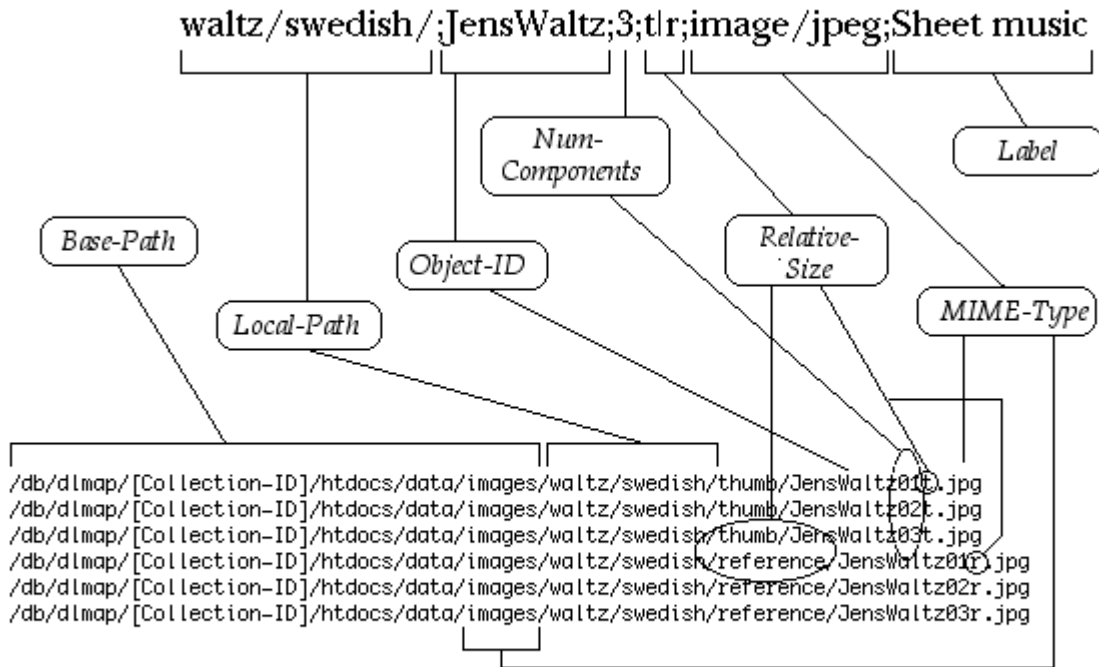 waltz/swedish/;JensWaltz;3;t|r;image/jpeg;Sheet music
Num-
Components
Label
Base-Path
Object-ID
Relative-
Size
Local-Path
MIME-Type
/db/dlmap/[Collection-ID]/htdocs/data/images/waltz/swedish/thumb/JensWaltz01t.jpg
/db/dlmap/[Collection-ID]/htdocs/data/images/waltz/swedish/thumb/JensWaltz02t.jpg
/db/dlmap/[Collection-ID]/htdocs/data/images/waltz/swedish/thumb/JensWaltz03t.jpg
/db/dlmap/[Collection-ID]/htdocs/data/images/waltz/swedish/reference/JensWaltz01r.jpg
/db/dlmap/[Collection-ID]/htdocs/data/images/waltz/swedish/reference/JensWaltz02r.jpg
/db/dlmap/[Collection-ID]/htdocs/data/images/waltz/swedish/reference/JensWaltz03r.jpg